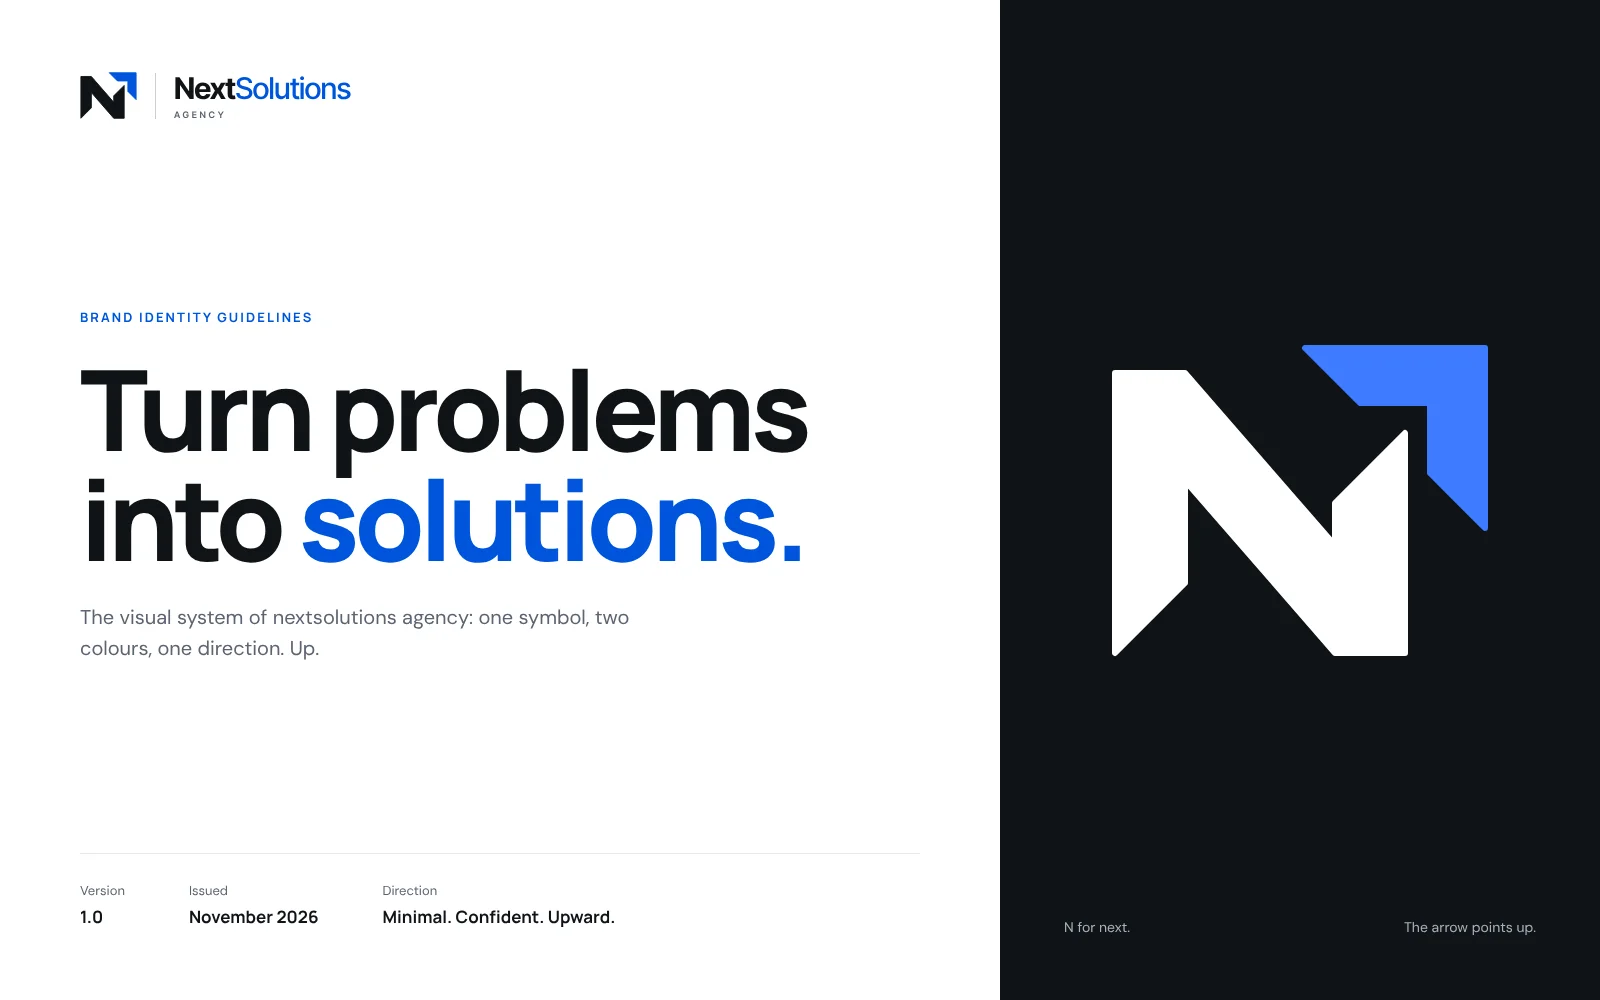 NextSolutions
AGENCY
BRAND IDENTITY GUIDELINES
Turn problems
into solutions.
The visual system of nextsolutions agency: one symbol, two
colours, one direction. Up.
Version
1.0
Issued
November 2026
Direction
Minimal. Confident. Upward.
N for next.
The arrow points up.